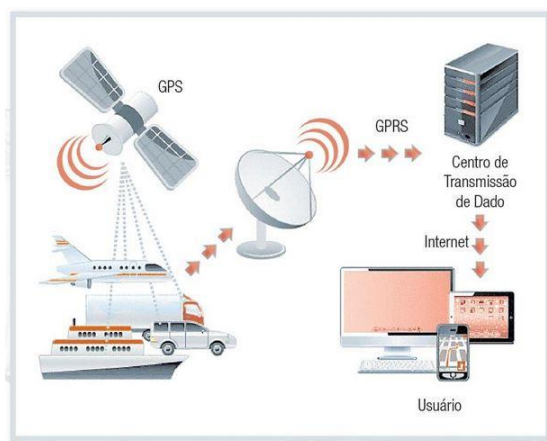 GPS
GPRS
Centro de
Transmissão
de Dado
Internet
Usuário